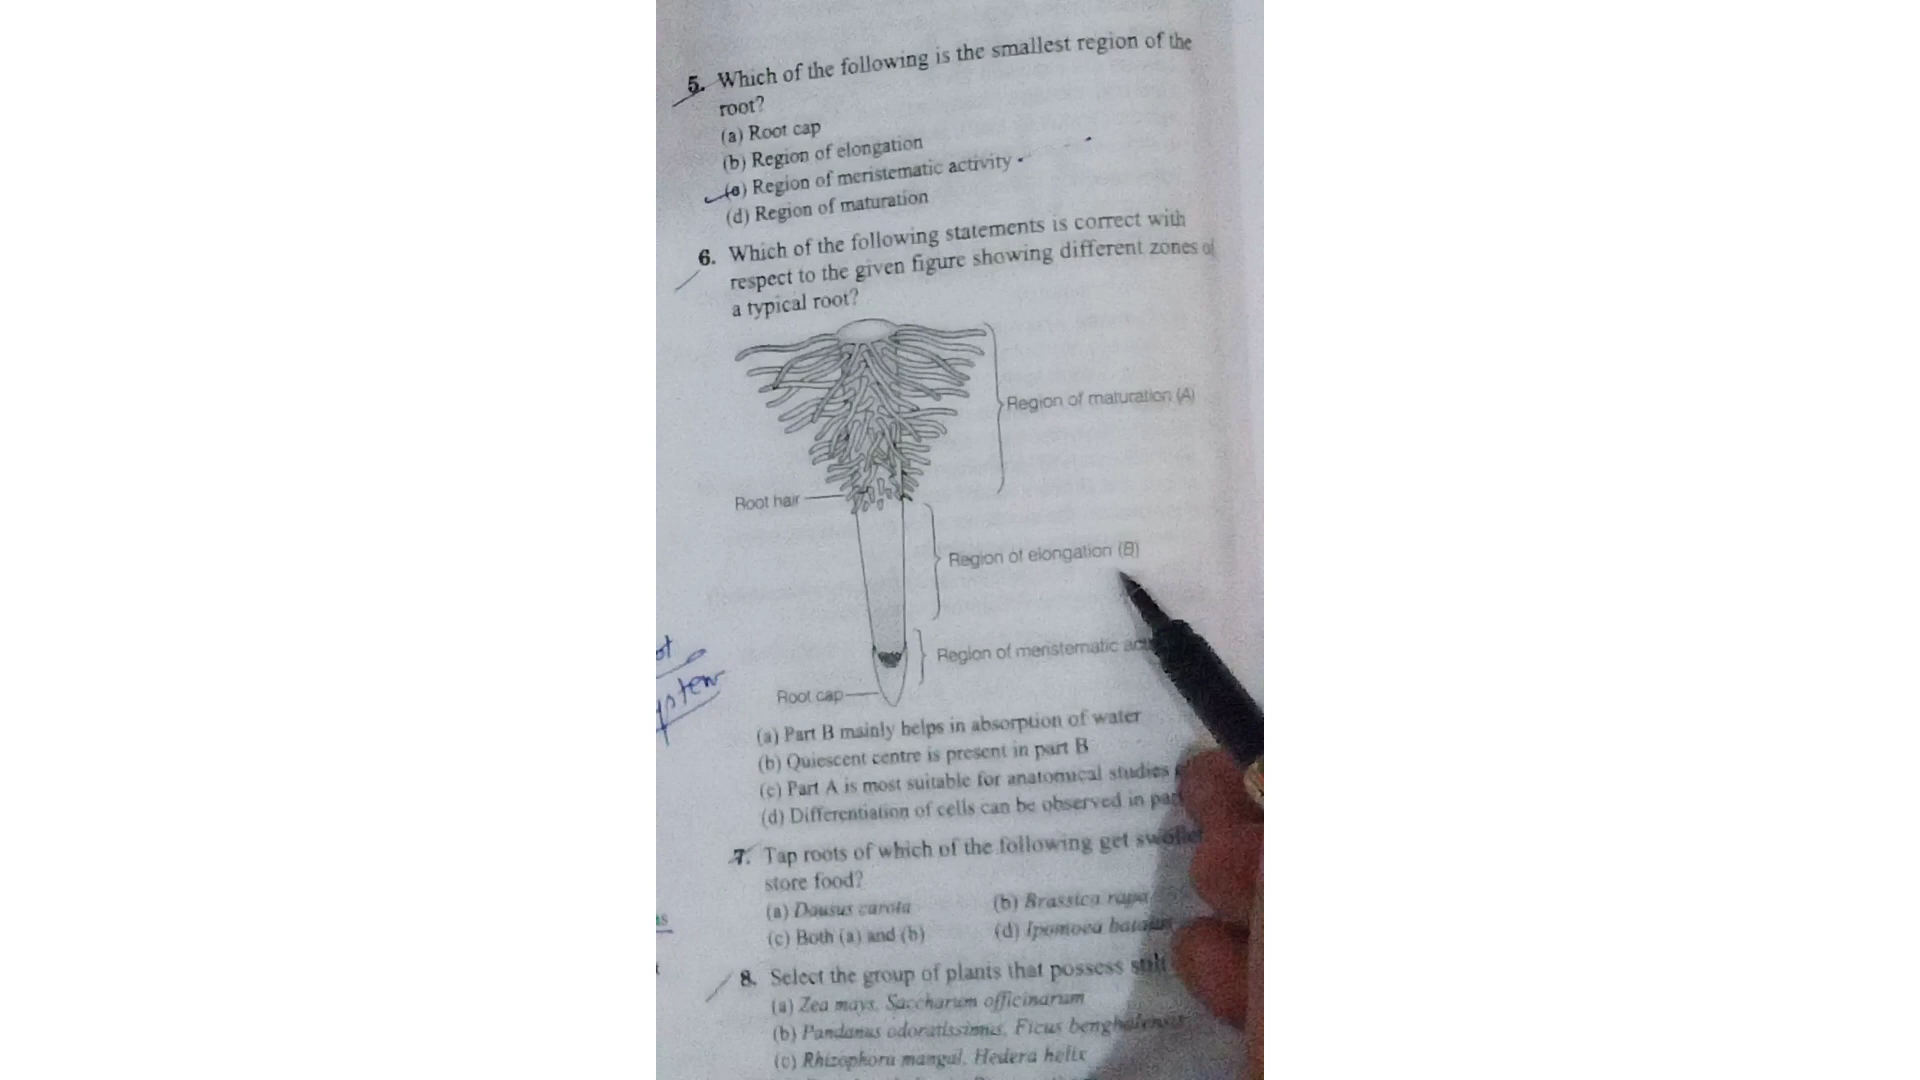 5. Which of the following is the smallest region of the
root?
(a) Root cap
(b) Region of elongation
(c) Region of meristematic activity
(d) Region of maturation
6. Which of the following statements is correct with
respect to the given figure showing different zones of
a typical root?
Region of maturation (A)
Root hair
Region of elongation (B)
Region of meristematic
Root cap
(a) Part B mainly helps in absorption of water
(b) Quiescent centre is present in part B
(c) Part A is most suitable for anatomical studies
(d) Differentiation of cells can be observed in
7. Tap roots of which of the following get
store food?
(a) Dausus carota (b) Brassica rapa
(c) Both (a) and (b) (d) Ipomoea
8. Select the group of plants that possess
(a) Zea mays, Saccharum officinarum
(b) Pandanus odoratissimus, Ficus
(c) Rhizophora mangal, Hedera helix